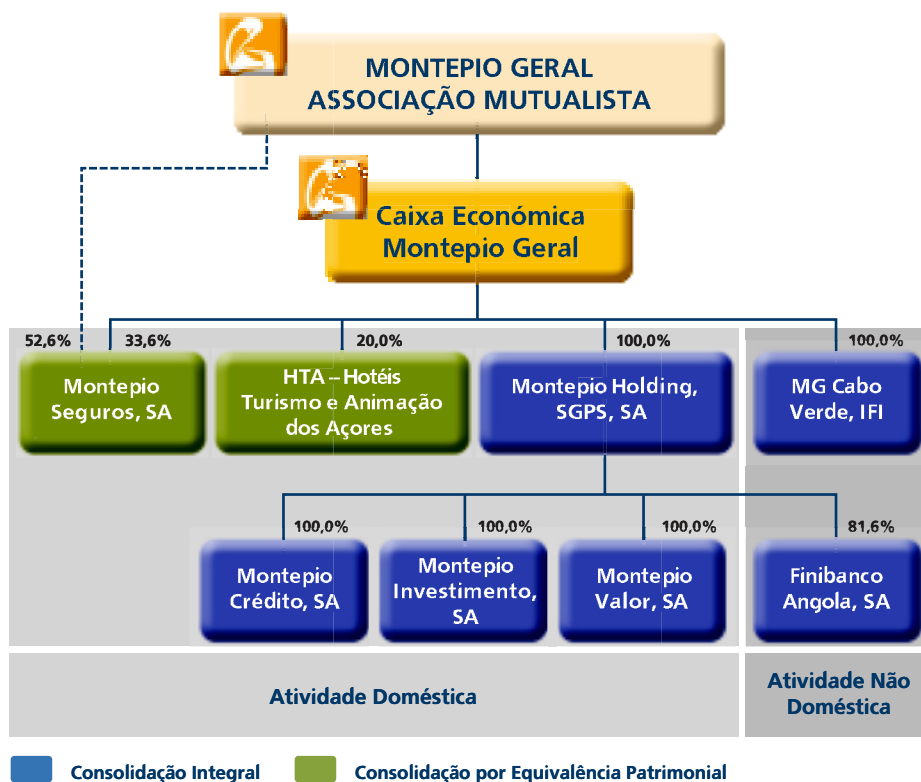 MONTEPIO GERAL
ASSOCIAÇÃO MUTUALISTA
Caixa Económica
Montepio Geral
52,6%
33,6%
20,0%
100,0%
100,0%
Montepio
Seguros, SA
HTA – Hotéis
Turismo e Animação
dos Açores
Montepio Holding,
SGPS, SA
MG Cabo
Verde, IFI
100,0%
100,0%
100,0%
81,6%
Montepio
Crédito, SA
Montepio
Investimento,
SA
Montepio
Valor, SA
Finibanco
Angola, SA
Atividade Doméstica
Atividade Não
Doméstica
Consolidação Integral
Consolidação por Equivalência Patrimonial